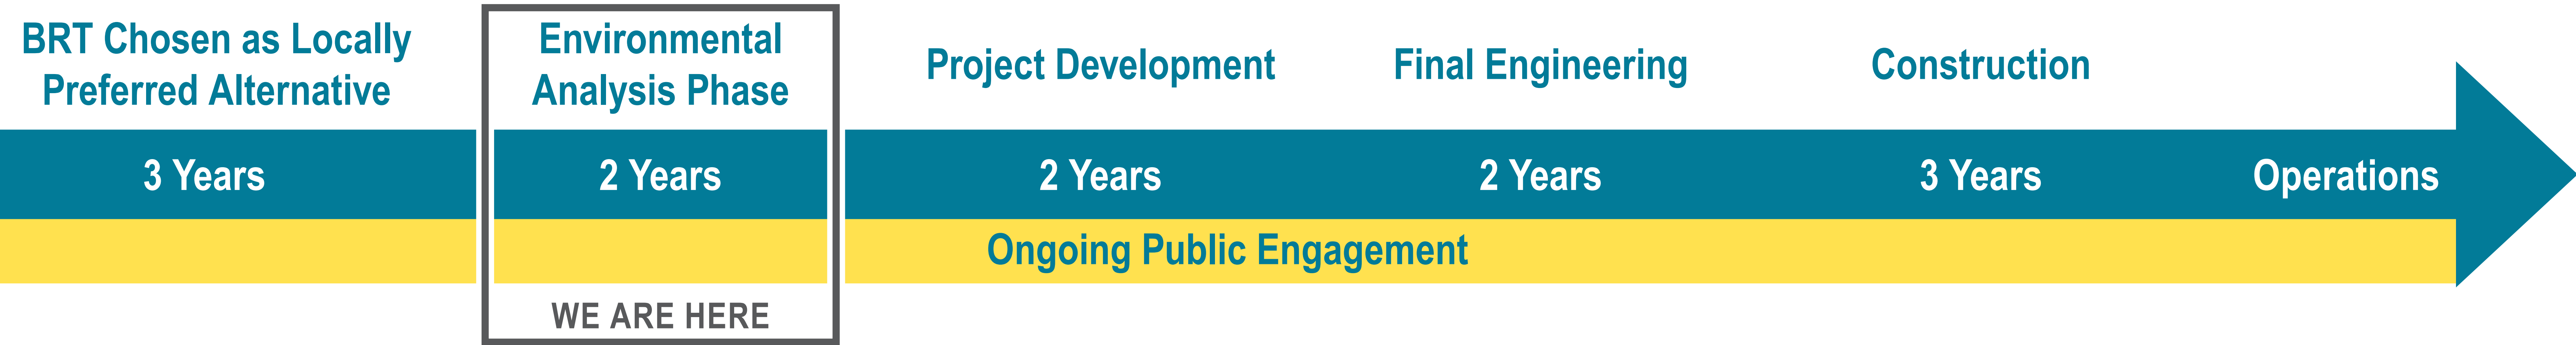 BRT Chosen as Locally
Preferred Alternative
Environmental
Analysis Phase
Project Development
Final Engineering
Construction
3 Years
2 Years
2 Years
2 Years
3 Years
Operations
Ongoing Public Engagement
WE ARE HERE